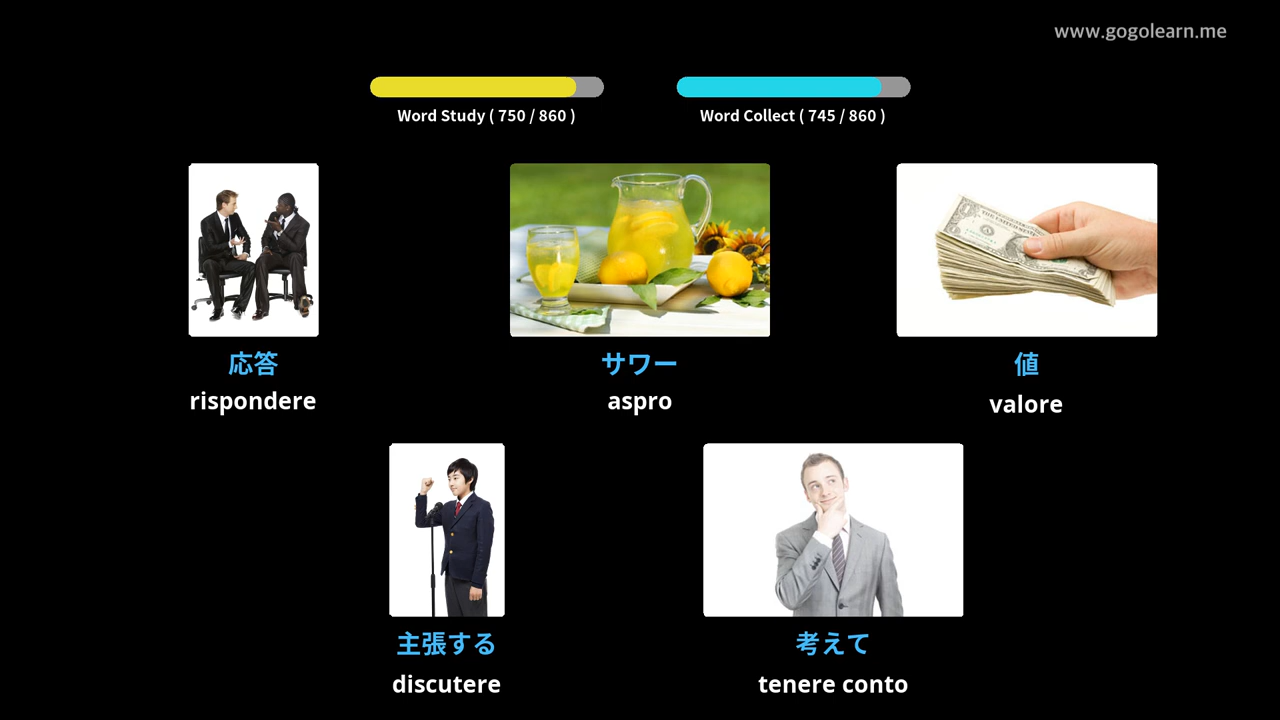 www.gogolearn.me
Word Study ( 750 / 860 )
Word Collect ( 745 / 860 )
応答
rispondere
サワー
aspro
値
valore
主張する
discutere
考えて
tenere conto